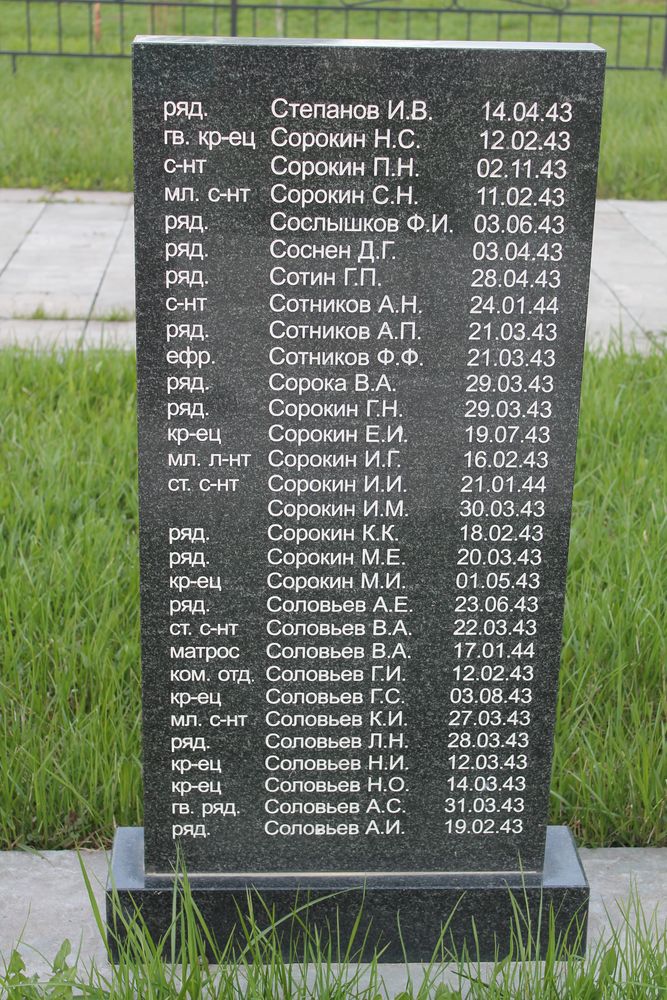 ряд. Степанов И.В. 14.04.43
гв. кр-ец Сорокин Н.С. 12.02.43
с-нт Сорокин П.Н. 02.11.43
мл. с-нт Сорокин С.Н. 11.02.43
ряд. Сослышков Ф.И. 03.06.43
ряд. Соснен Д.Г. 03.04.43
ряд. Сотин Г.П. 28.04.43
с-нт Сотников А.Н. 24.01.44
ряд. Сотников А.П. 21.03.43
ефр. Сотников Ф.Ф. 21.03.43
ряд. Сорока В.А. 29.03.43
ряд. Сорокин Г.Н. 29.03.43
кр-ец Сорокин Е.И. 19.07.43
мл. л-нт Сорокин И.Г. 16.02.43
ст. с-нт Сорокин И.И. 21.01.44
Сорокин И.М. 30.03.43
ряд. Сорокин К.К. 18.02.43
ряд. Сорокин М.Е. 20.03.43
кр-ец Сорокин М.И. 01.05.43
ряд. Соловьев А.Е. 23.06.43
ст. с-нт Соловьев В.А. 22.03.43
матрос Соловьев В.А. 17.01.44
ком. отд. Соловьев Г.И. 12.02.43
кр-ец Соловьев Г.С. 03.08.43
мл. с-нт Соловьев К.И. 27.03.43
ряд. Соловьев Л.Н. 28.03.43
кр-ец Соловьев Н.И. 12.03.43
кр-ец Соловьев Н.О. 14.03.43
гв. ряд. Соловьев А.С. 31.03.43
ряд. Соловьев А.И. 19.02.43